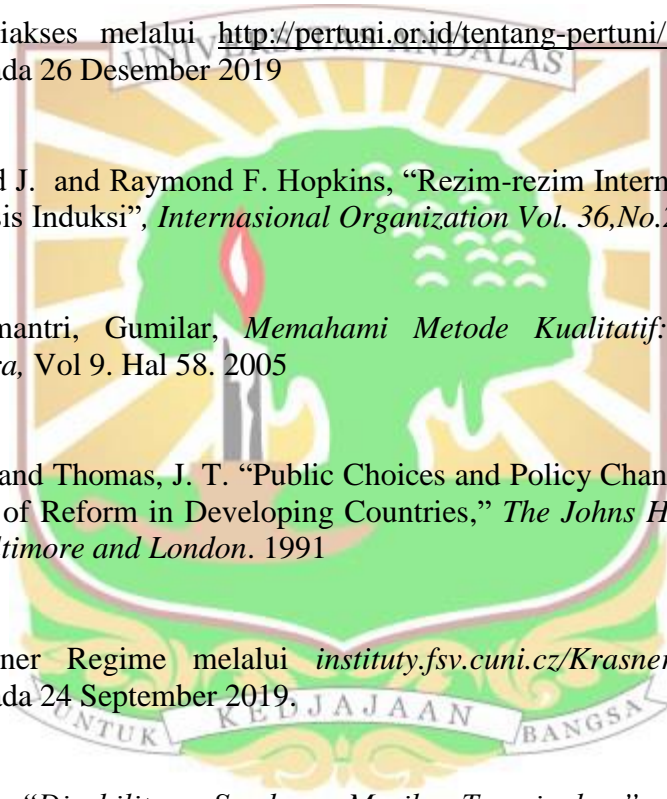 iakses melalui http://pertuni.or.id/tentang-pertuni/
UNIVERSITAS ANDALAS
da 26 Desember 2019
d J. and Raymond F. Hopkins, “Rezim-rezim Intern
sis Induksi”, Internasional Organization Vol. 36,No.2
mantri, Gumilar, Memahami Metode Kualitatif:
ra, Vol 9. Hal 58. 2005
and Thomas, J. T. “Public Choices and Policy Chan
of Reform in Developing Countries,” The Johns H
ltimore and London. 1991
ner Regime melalui instituty.fsv.cuni.cz/Krasner
da 24 September 2019.
UNTUK KEDJAJAAN BANGSA